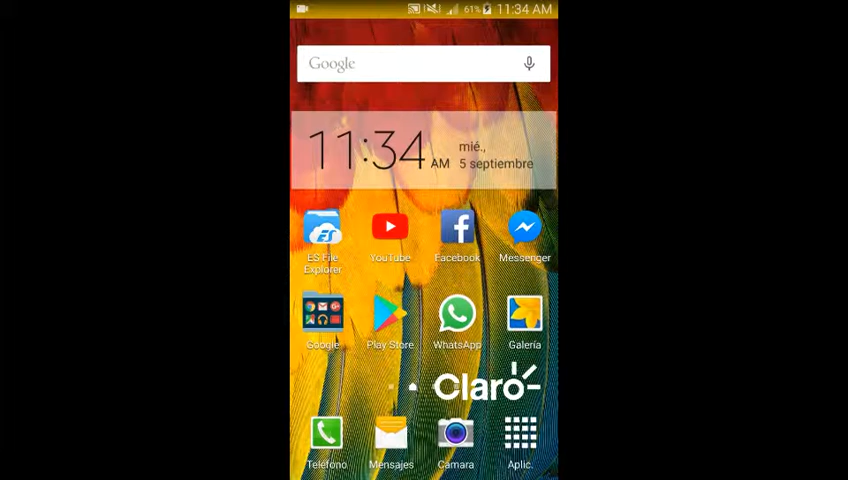 61% 11:34 AM
Google
11:34 AM
mié.,
5 septiembre
ES File
Explorer
YouTube
Facebook
Messenger
Google
Play Store
WhatsApp
Galería
Claro
Teléfono
Mensajes
Cámara
Aplic.